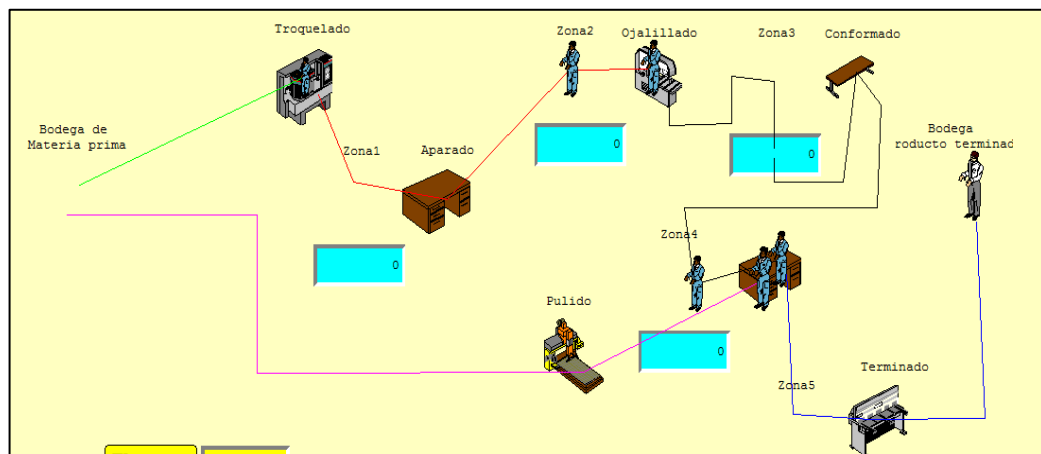 Troquelado
Zona2
Ojalillado
Zona3
Conformado
Bodega de
Materia prima
Zona1
Aparado
0
0
Bodega
roducto terminad
0
Zona4
Pulido
0
Zona5
Terminado